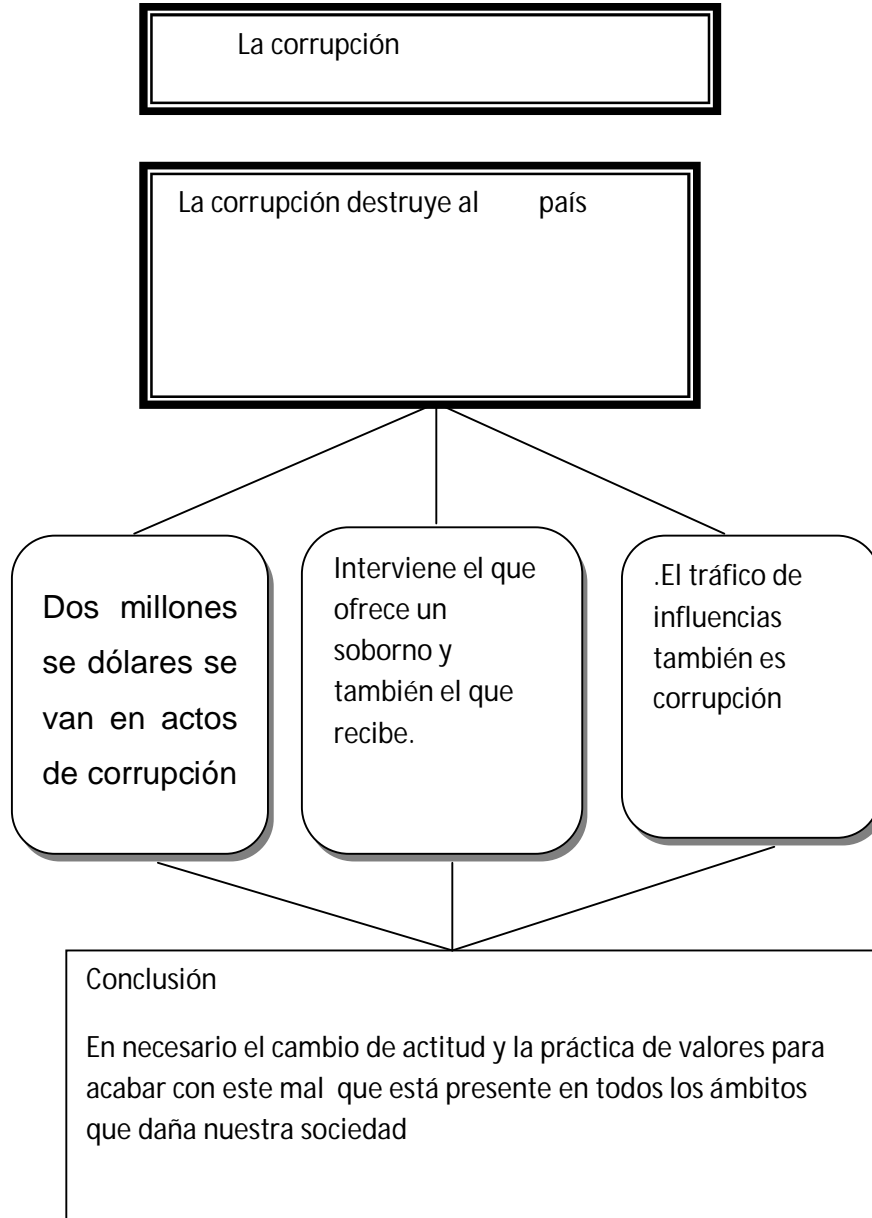 La corrupción
La corrupción destruye al país
Dos millones
se dólares se
van en actos
de corrupción
Interviene el que
ofrece un
soborno y
también el que
recibe.
.El tráfico de
influencias
también es
corrupción
Conclusión
En necesario el cambio de actitud y la práctica de valores para
acabar con este mal que está presente en todos los ámbitos
que daña nuestra sociedad